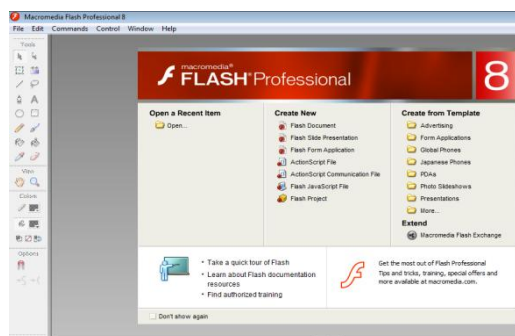 Macromedia Flash Professional 8
File Edit Commands Control Window Help
Tools
View
Colors
Options
macromedia®
FLASH® Professional 8
Open a Recent Item
Open...
Create New
Flash Document
Flash Slide Presentation
Flash Form Application
ActionScript File
ActionScript Communication File
Flash JavaScript File
Flash Project
Create from Template
Advertising
Form Applications
Global Phones
Japanese Phones
PDAs
Photo Slideshows
Presentations
More...
Extend
Macromedia Flash Exchange
• Take a quick tour of Flash
• Learn about Flash documentation
resources
• Find authorized training
Get the most out of Flash Professional
Tips and tricks, training, special offers and
more available at macromedia.com.
Don't show again